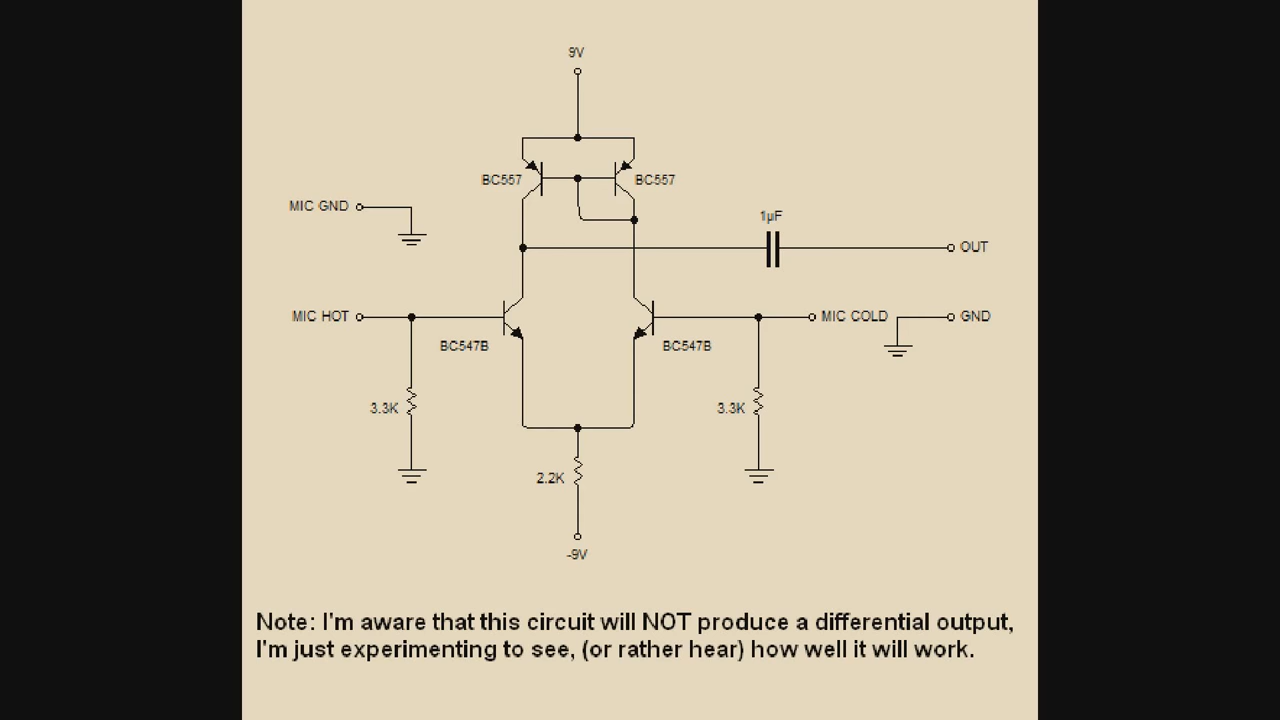 9V
BC557
BC557
MIC GND
1µF
OUT
MIC HOT
MIC COLD
GND
BC547B
BC547B
3.3K
3.3K
2.2K
-9V
Note: I'm aware that this circuit will NOT produce a differential output,
I'm just experimenting to see, (or rather hear) how well it will work.